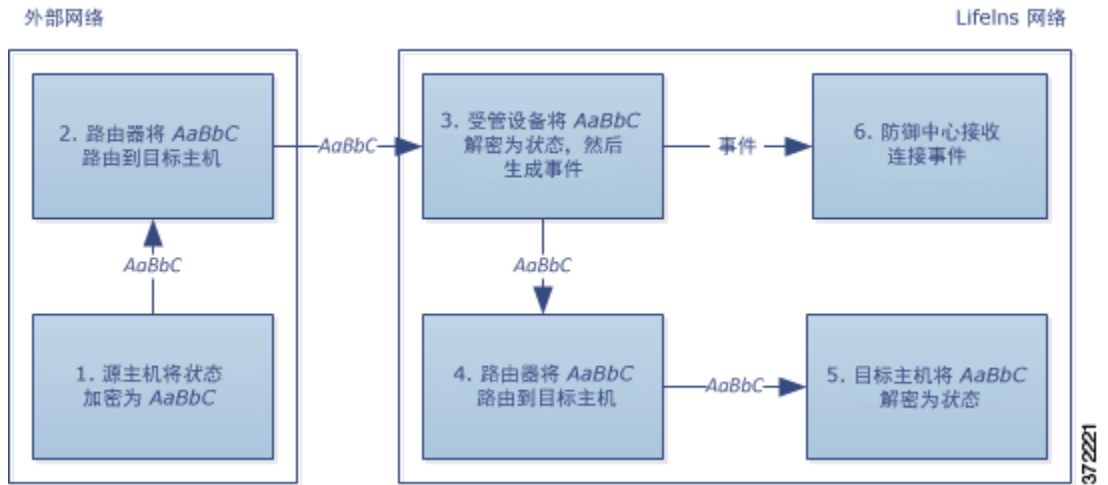 外部网络
LifeIns 网络
2. 路由器将 AaBbC
路由到目标主机
AaBbC
3. 受管设备将 AaBbC
解密为状态，然后
生成事件
事件
6. 防御中心接收
连接事件
AaBbC
AaBbC
1. 源主机将状态
加密为 AaBbC
4. 路由器将 AaBbC
路由到目标主机
AaBbC
5. 目标主机将 AaBbC
解密为状态
372221